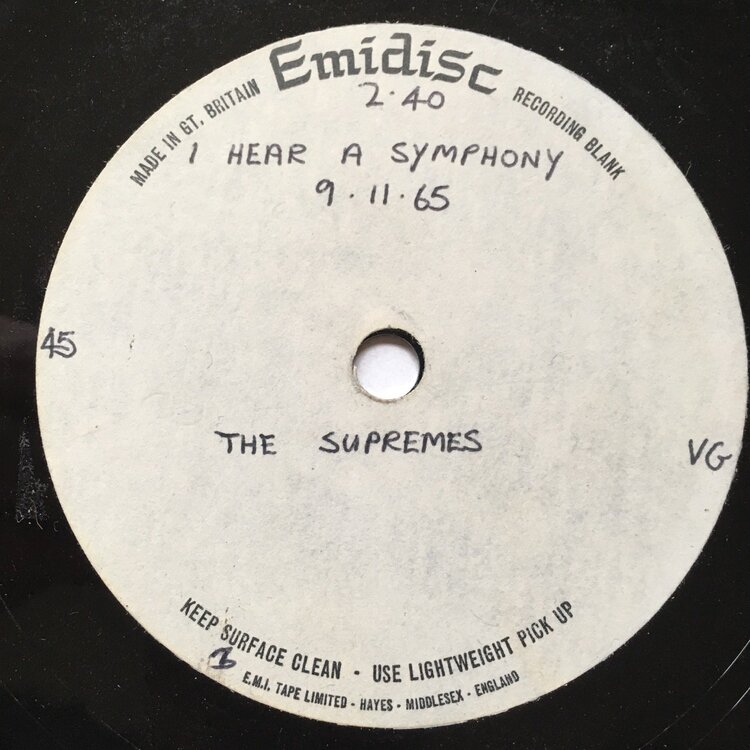 Emidisc
MADE IN GT. BRITAIN
RECORDING BLANK
2·40
I HEAR A SYMPHONY
9·11·65
45
THE SUPREMES
VG
KEEP SURFACE CLEAN - USE LIGHTWEIGHT PICK UP
E.M.I. TAPE LIMITED - HAYES - MIDDLESEX - ENGLAND